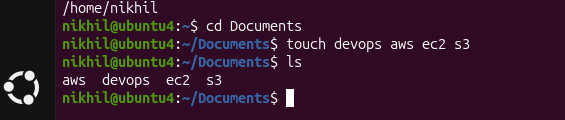 /home/nikhil
nikhil@ubuntu4:~$ cd Documents
nikhil@ubuntu4:~/Documents$ touch devops aws ec2 s3
nikhil@ubuntu4:~/Documents$ ls
aws  devops  ec2  s3
nikhil@ubuntu4:~/Documents$